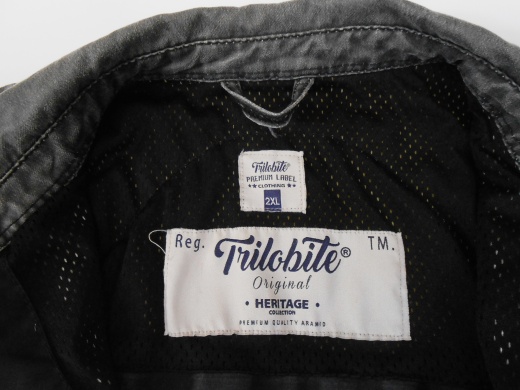 Trilobite
PREMIUM LABEL
★★ CLOTHING ★★
2XL
Reg. Trilobite® TM.
Original
• HERITAGE •
COLLECTION
PREMIUM QUALITY ARAMID